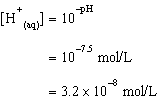 [H⁺₍aq₎] = 10⁻ᵖᴴ
= 10⁻⁷·⁵ mol/L
= 3.2 x 10⁻⁸ mol/L